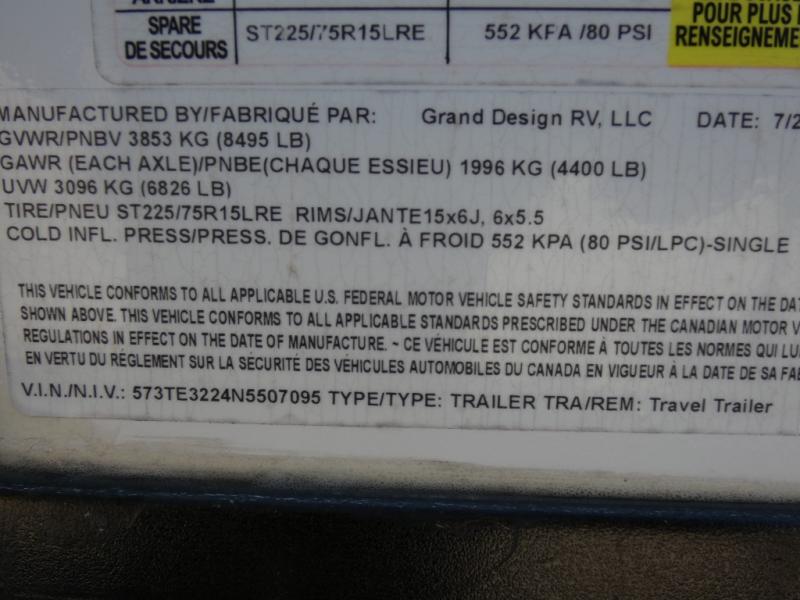 SPARE ST225/75R15LRE 552 KPA /80 PSI
DE SECOURS
POUR PLUS
RENSEIGNEME
MANUFACTURED BY/FABRIQUÉ PAR: Grand Design RV, LLC DATE: 7/2
GVWR/PNBV 3853 KG (8495 LB)
GAWR (EACH AXLE)/PNBE(CHAQUE ESSIEU) 1996 KG (4400 LB)
UVW 3096 KG (6826 LB)
TIRE/PNEU ST225/75R15LRE RIMS/JANTE15x6J, 6x5.5
COLD INFL. PRESS/PRESS. DE GONFL. À FROID 552 KPA (80 PSI/LPC)-SINGLE
THIS VEHICLE CONFORMS TO ALL APPLICABLE U.S. FEDERAL MOTOR VEHICLE SAFETY STANDARDS IN EFFECT ON THE DAT
SHOWN ABOVE. THIS VEHICLE CONFORMS TO ALL APPLICABLE STANDARDS PRESCRIBED UNDER THE CANADIAN MOTOR V
REGULATIONS IN EFFECT ON THE DATE OF MANUFACTURE. ~ CE VÉHICULE EST CONFORME À TOUTES LES NORMES QUI LUI
EN VERTU DU RÉGLEMENT SUR LA SÉCURITÉ DES VÉHICULES AUTOMOBILES DU CANADA EN VIGUEUR À LA DATE DE SA FAB
V.I.N./N.I.V.: 573TE3224N5507095 TYPE/TYPE: TRAILER TRA/REM: Travel Trailer